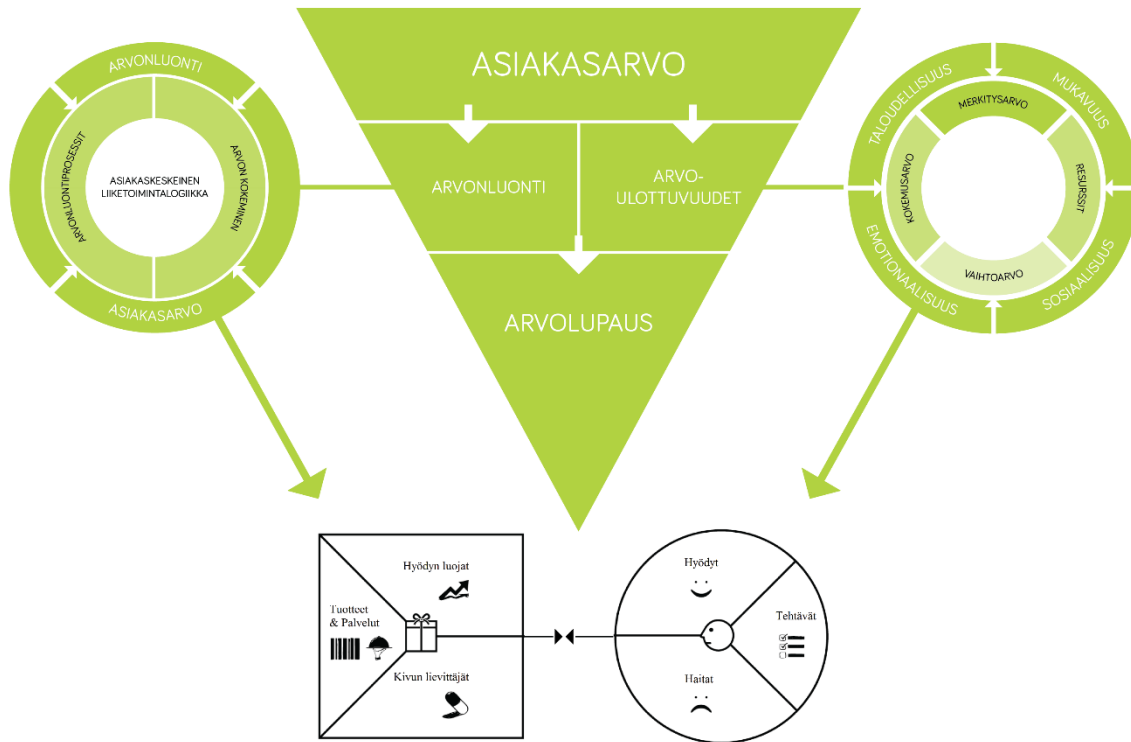 ARVONLUONTI
ARVONLUONTIPROSESSIT
ASIAKASKESKEINEN
LIIKETOIMINTALOGIIKKA
ARVON KOKEMINEN
ASIAKASARVO
ASIAKASARVO
ARVONLUONTI
ARVO-
ULOTTUVUUDET
ARVOLUPAUS
TALOUDELLISUUS
MUKAVUUS
MERKITYSARVO
KOKEMUSARVO
RESURSSIT
VAIHTOARVO
EMOTIONAALISUUS
SOSIAALISUUS
Hyödyn luojat
Tuotteet
& Palvelut
Kivun lievittäjät
Hyödyt
Tehtävät
Haitat